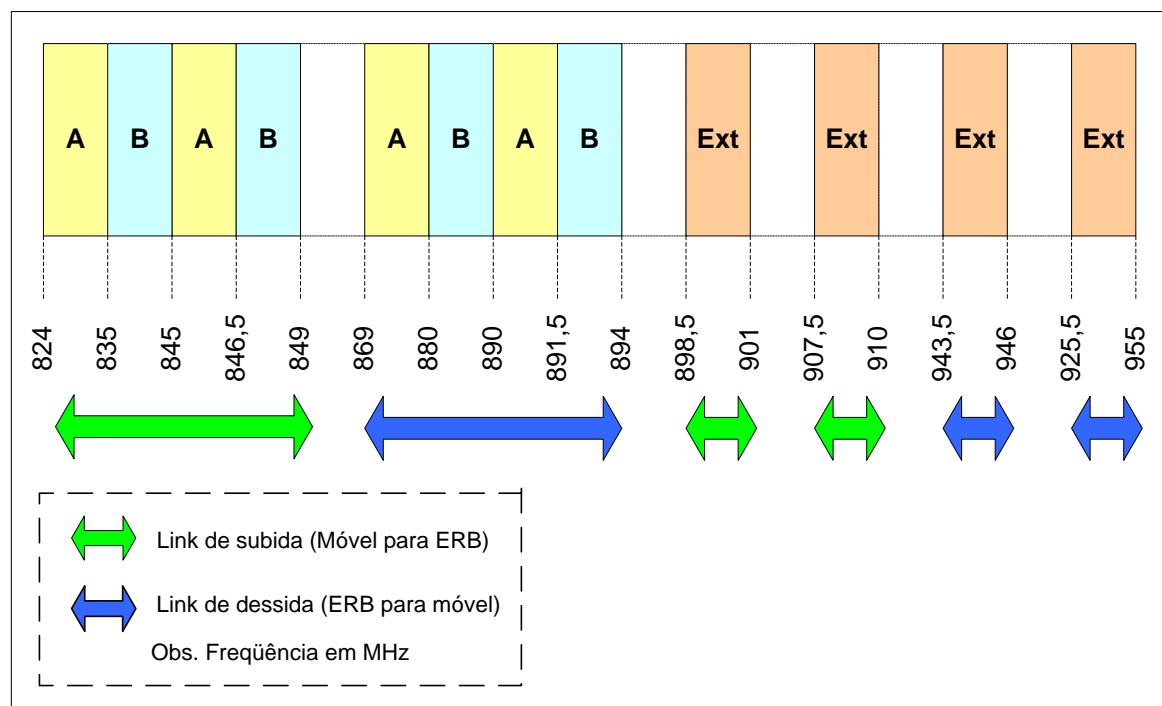 A B A B A B A B Ext Ext Ext Ext
824 835 845 846,5 849 869 880 890 891,5 894 898,5 901 907,5 910 943,5 946 925,5 955
Link de subida (Móvel para ERB)
Link de dessida (ERB para móvel)
Obs. Freqüência em MHz